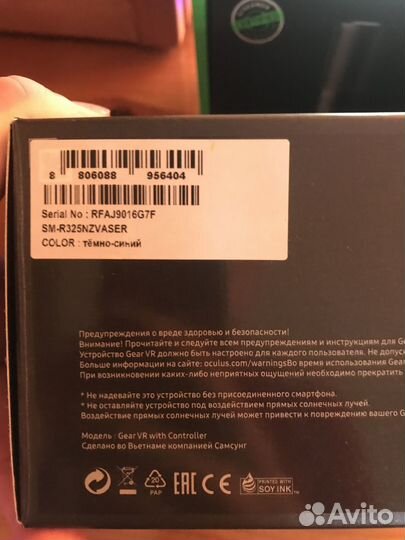 8 806088 956404
Serial No : RFAJ9016G7F
SM-R325NZVASER
COLOR : тёмно-синий
Предупреждения о вреде здоровью и безопасности!
Внимание! Прочитайте и следуйте всем предупреждениям и инструкциям для Ge
Устройство Gear VR должно быть настроено для каждого пользователя. Не допус
Больше информации на сайте: oculus.com/warningsВо время использования Gear
При возникновении каких-либо неприятных ощущений необходимо прекратить
* Не надевайте это устройство без присоединенного смартфона.
* Не оставляйте устройство под воздействием прямых солнечных лучей.
Воздействие прямых солнечных лучей может привести к повреждению вашего G
Модель : Gear VR with Controller
Сделано во Вьетнаме компанией Самсунг
20
PAP
EAC CE
PRINTED WITH
SOY INK
Avito